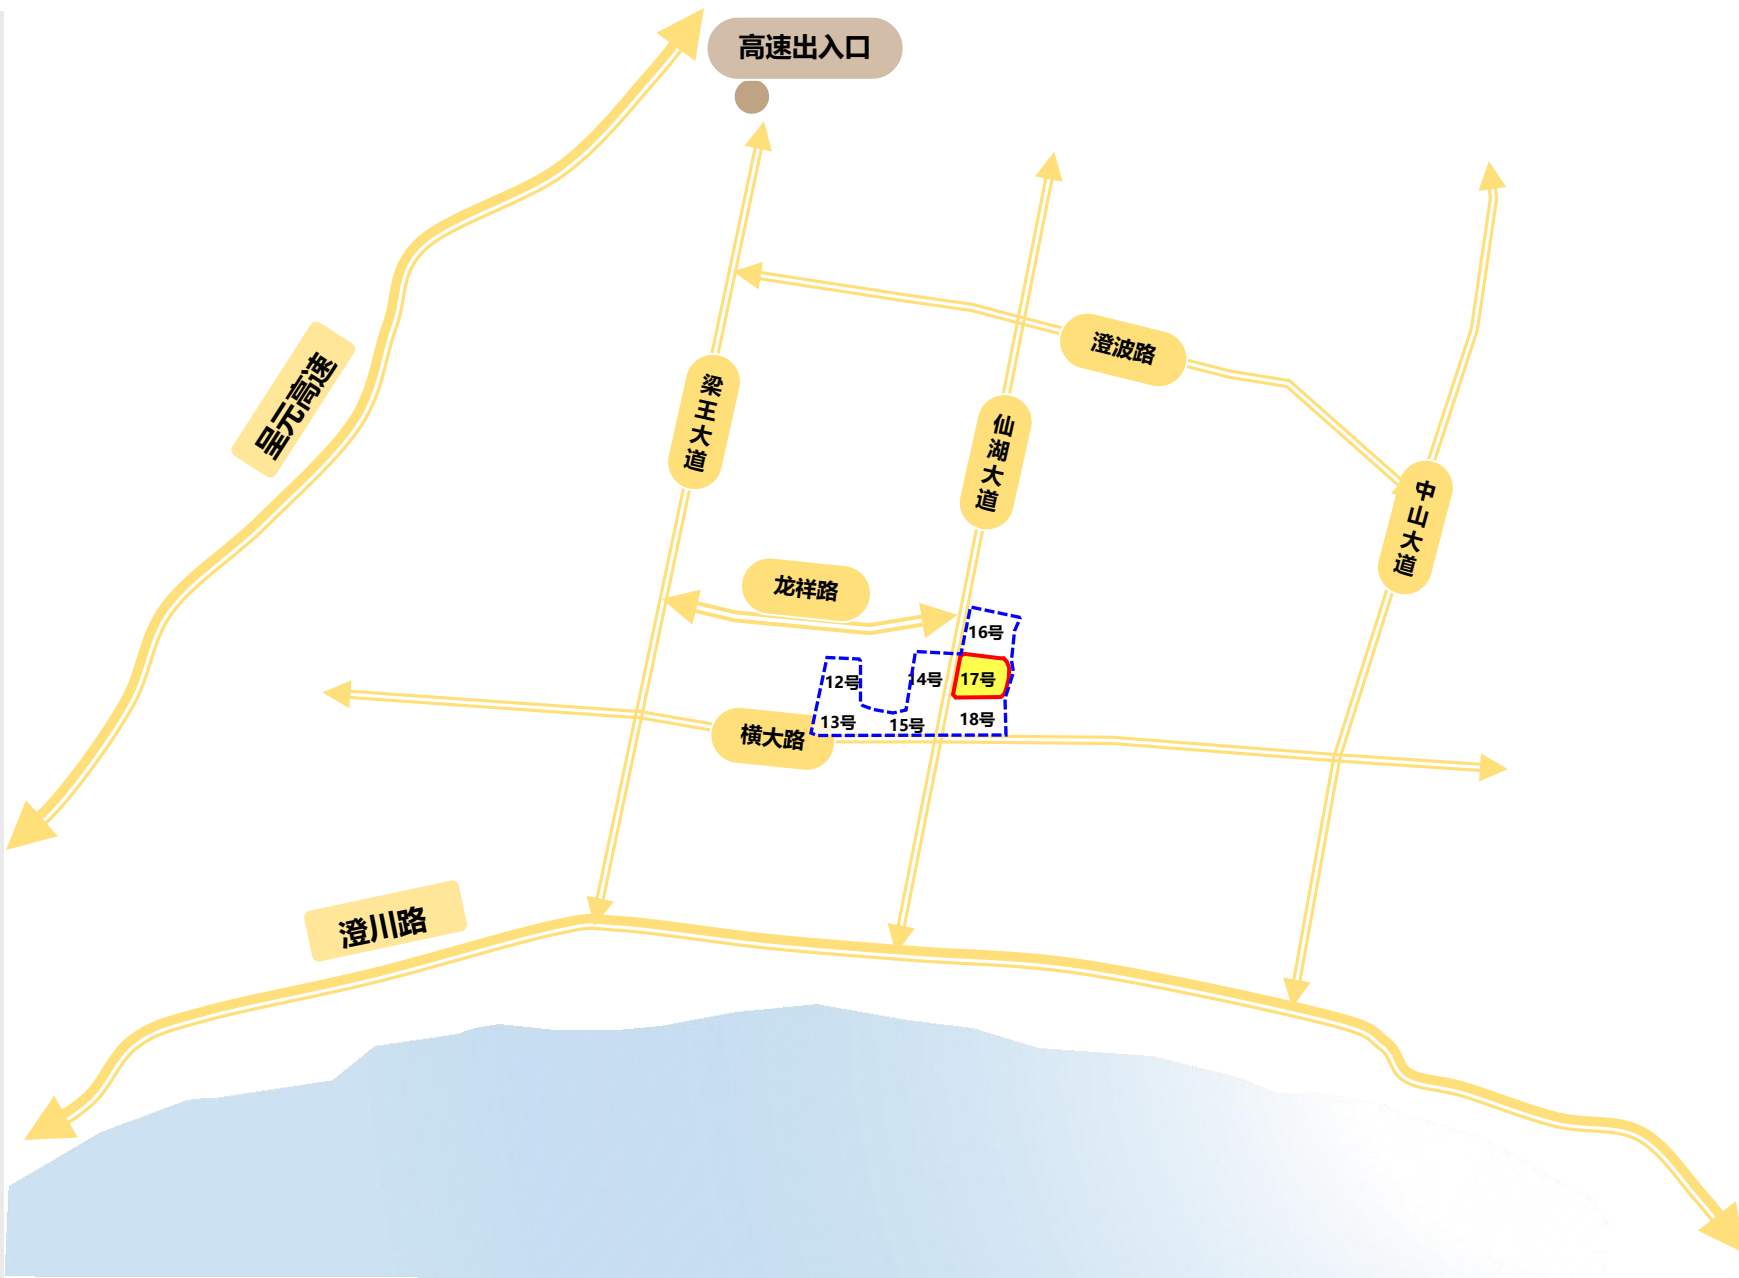 高速出入口
澄波路
呈元高速
梁王大道
仙湖大道
中山大道
龙祥路
16号
12号
14号
17号
13号
15号
18号
横大路
澄川路